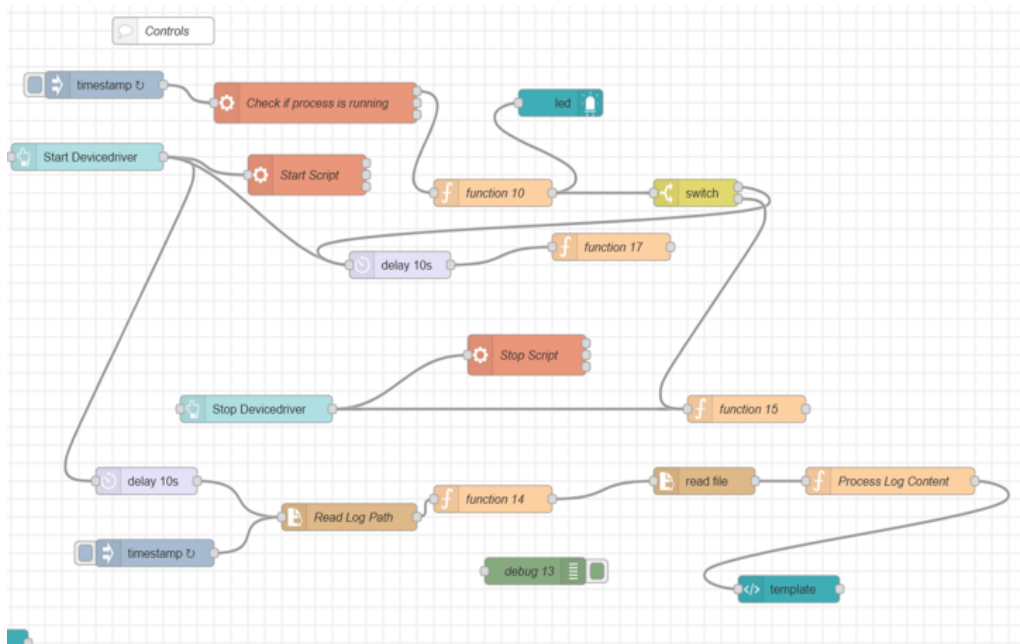 Controls
timestamp ↻
Check if process is running
led
Start Devicedriver
Start Script
function 10
switch
function 17
delay 10s
Stop Script
Stop Devicedriver
function 15
delay 10s
read file
Process Log Content
function 14
Read Log Path
timestamp ↻
debug 13
template